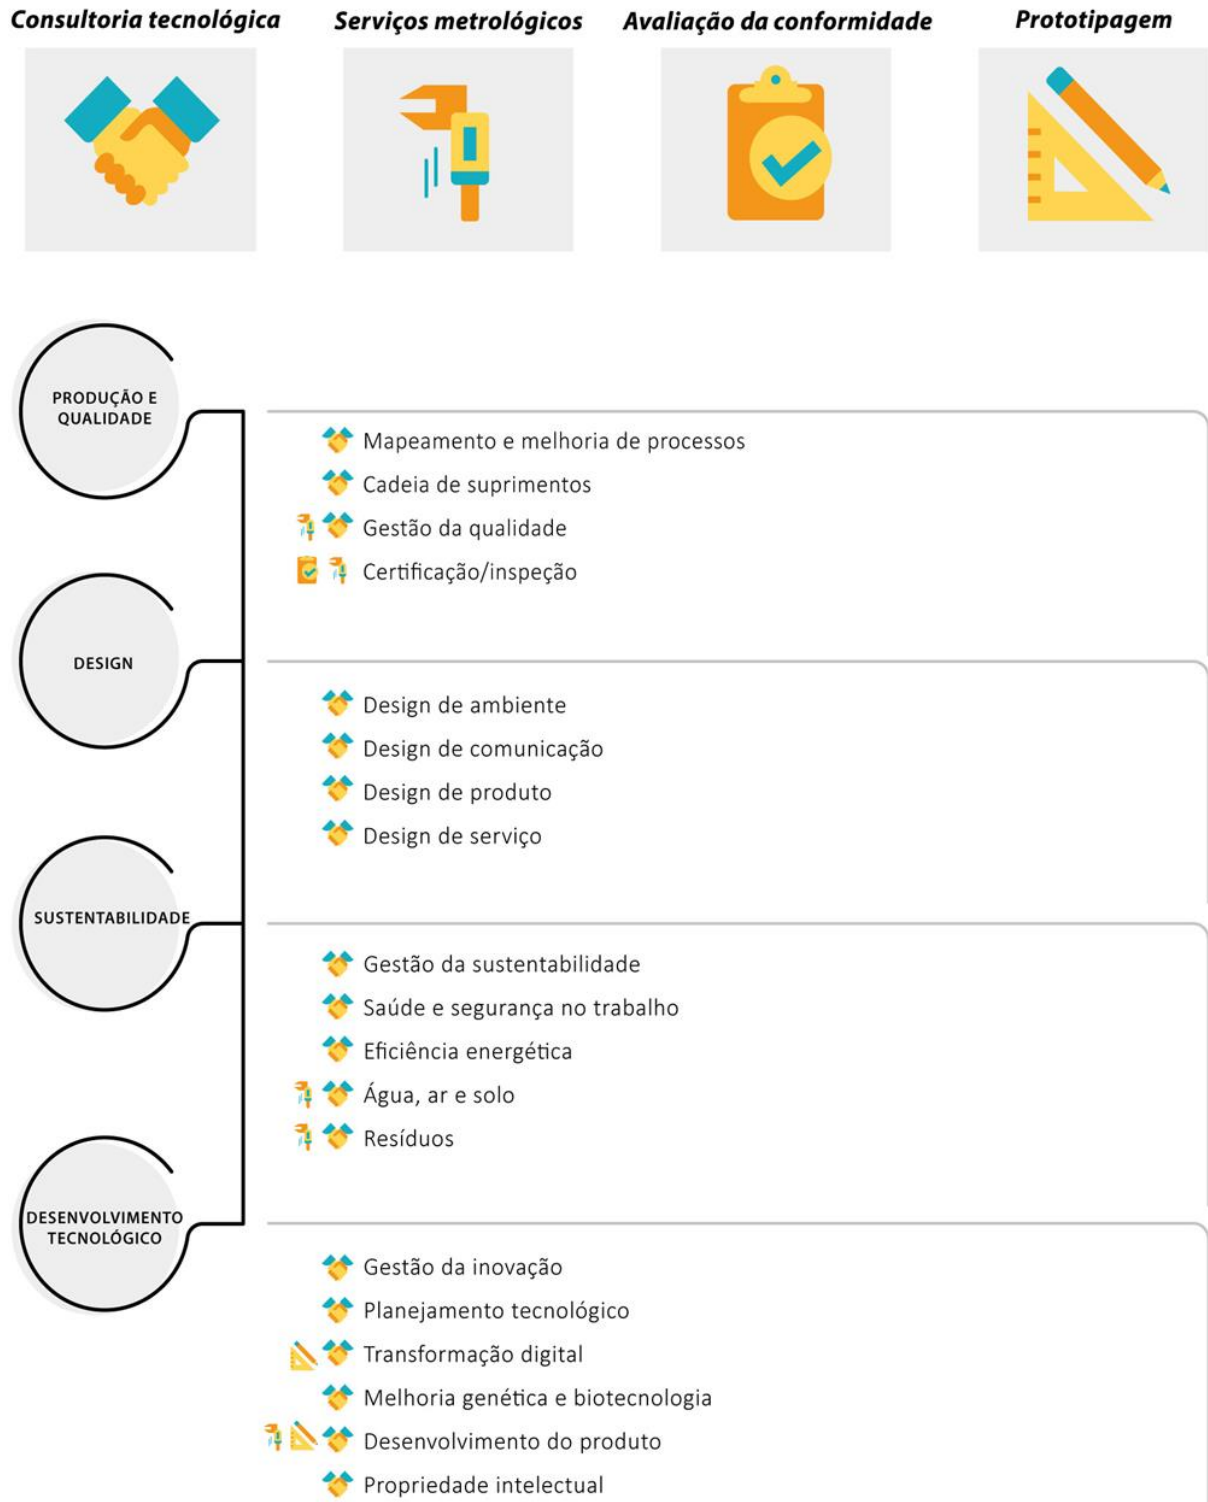 Consultoria tecnológica
Serviços metrológicos
Avaliação da conformidade
Prototipagem
PRODUÇÃO E
QUALIDADE
Mapeamento e melhoria de processos
Cadeia de suprimentos
Gestão da qualidade
Certificação/inspeção
DESIGN
Design de ambiente
Design de comunicação
Design de produto
Design de serviço
SUSTENTABILIDADE
Gestão da sustentabilidade
Saúde e segurança no trabalho
Eficiência energética
Água, ar e solo
Resíduos
DESENVOLVIMENTO
TECNOLÓGICO
Gestão da inovação
Planejamento tecnológico
Transformação digital
Melhoria genética e biotecnologia
Desenvolvimento do produto
Propriedade intelectual